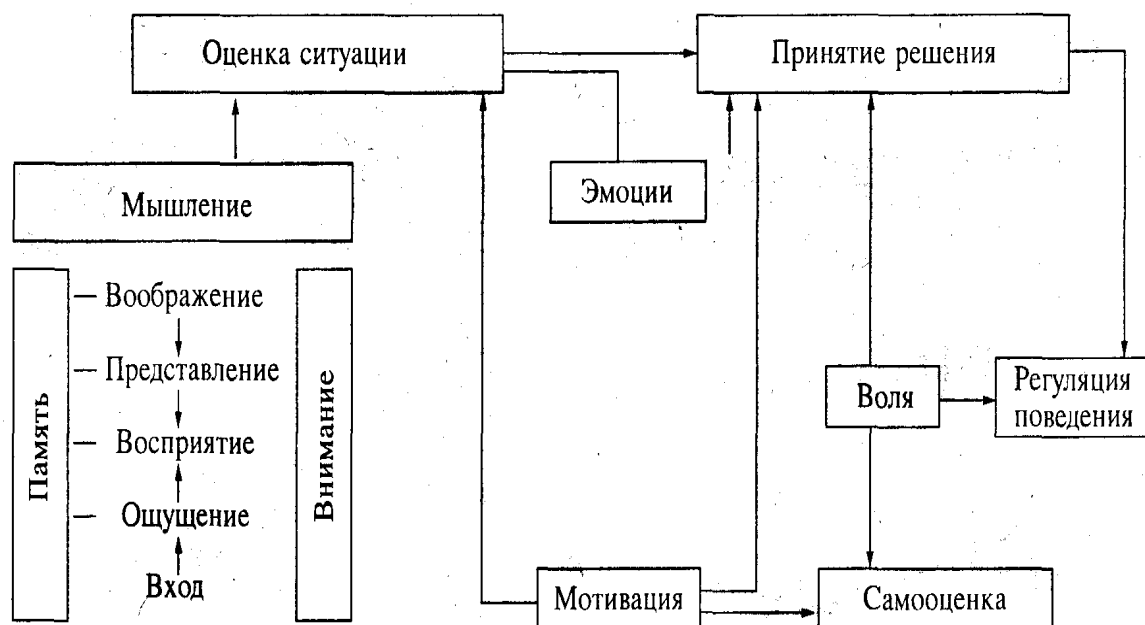 Оценка ситуации
Принятие решения
Эмоции
Мышление
Память
Воображение
Представление
Восприятие
Ощущение
Вход
Внимание
Воля
Регуляция
поведения
Мотивация
Самооценка